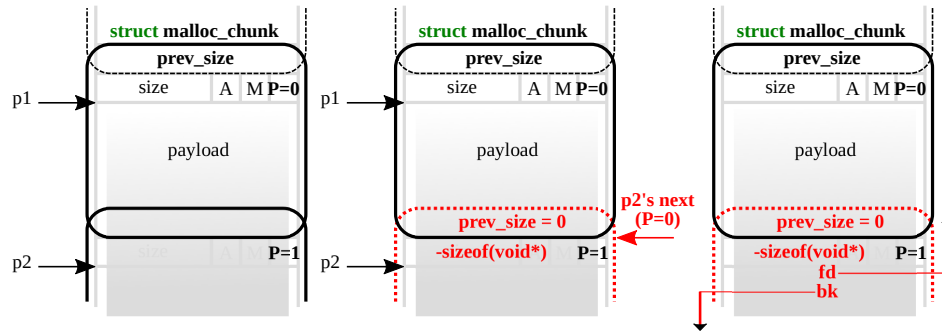 struct malloc_chunk
prev_size
size A M P=0
p1
payload
size A M P=1
p2
struct malloc_chunk
prev_size
size A M P=0
p1
payload
p2's next
(P=0)
prev_size = 0
-sizeof(void*) M P=1
p2
struct malloc_chunk
prev_size
size A M P=0
payload
prev_size = 0
-sizeof(void*) M P=1
fd
bk